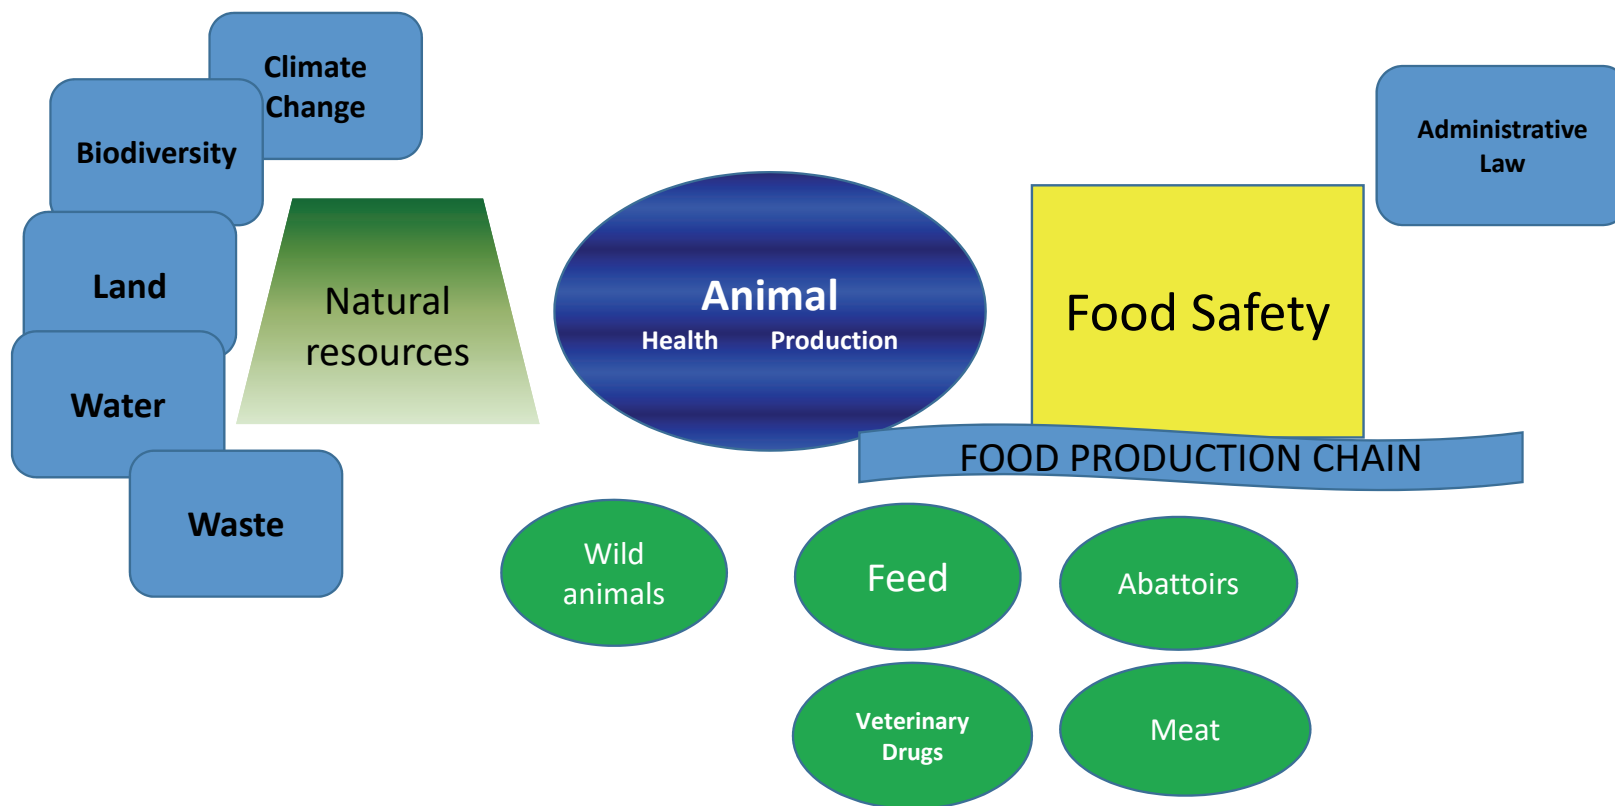 Climate
Change
Biodiversity
Land
Water
Waste
Natural
resources
Animal
Health Production
Food Safety
Administrative
Law
FOOD PRODUCTION CHAIN
Wild
animals
Feed
Abattoirs
Veterinary
Drugs
Meat